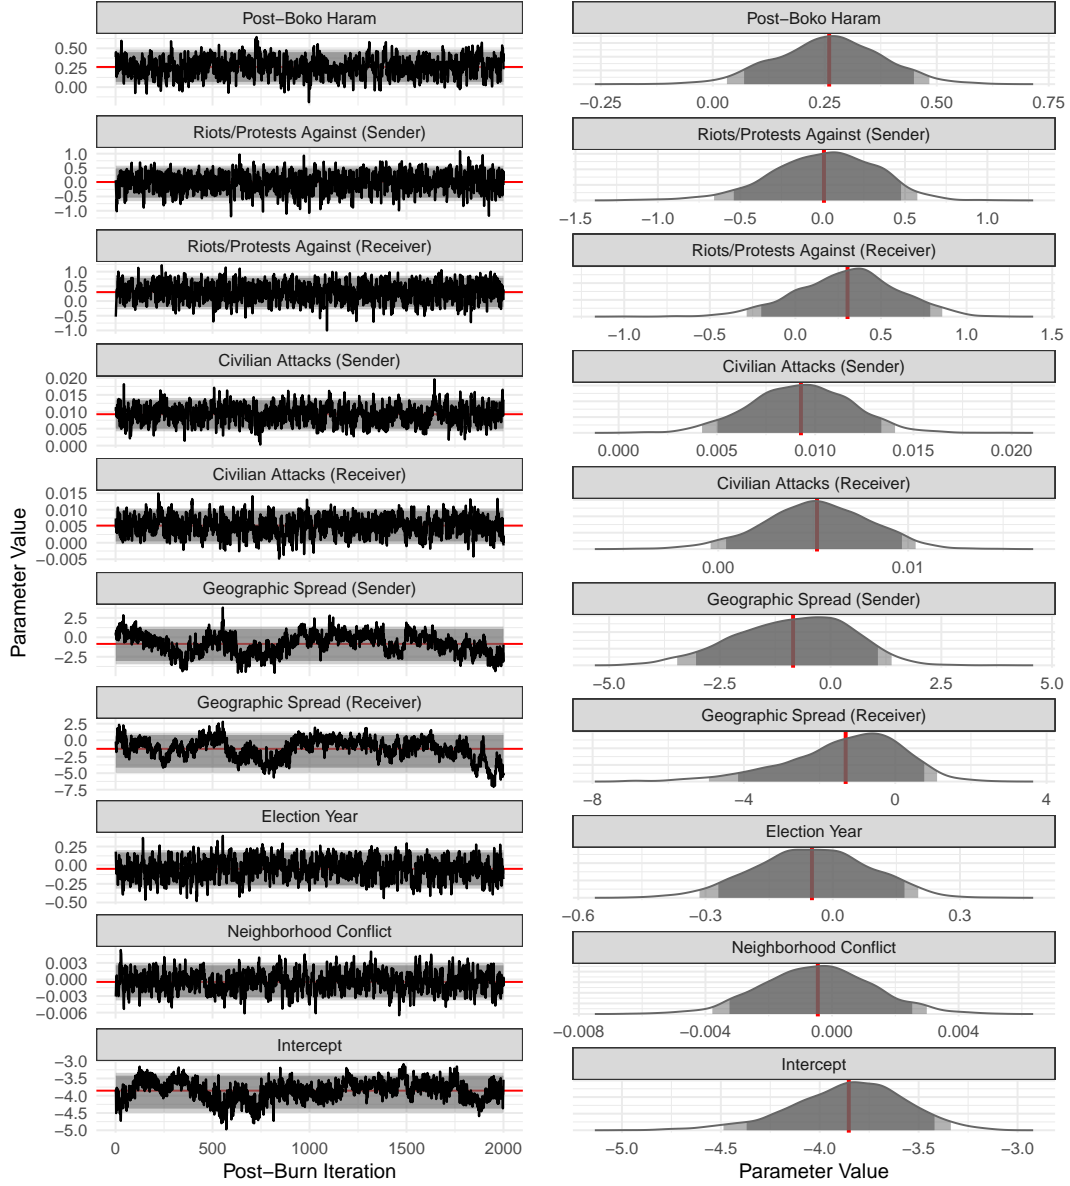 Post−Boko Haram
0.50
0.25
0.00
Riots/Protests Against (Sender)
1.0
0.5
0.0
−0.5
−1.0
Riots/Protests Against (Receiver)
1.0
0.5
0.0
−0.5
−1.0
Civilian Attacks (Sender)
0.020
0.015
0.010
0.005
0.000
Civilian Attacks (Receiver)
0.015
0.010
0.005
0.000
−0.005
Geographic Spread (Sender)
2.5
0.0
−2.5
Geographic Spread (Receiver)
2.5
0.0
−2.5
−5.0
−7.5
Election Year
0.25
0.00
−0.25
−0.50
Neighborhood Conflict
0.003
0.000
−0.003
−0.006
Intercept
−3.0
−3.5
−4.0
−4.5
−5.0
0 500 1000 1500 2000
Post−Burn Iteration
Parameter Value
Post−Boko Haram
−0.25 0.00 0.25 0.50 0.75
Riots/Protests Against (Sender)
−1.5 −1.0 −0.5 0.0 0.5 1.0
Riots/Protests Against (Receiver)
−1.0 −0.5 0.0 0.5 1.0 1.5
Civilian Attacks (Sender)
0.000 0.005 0.010 0.015 0.020
Civilian Attacks (Receiver)
0.00 0.01
Geographic Spread (Sender)
−5.0 −2.5 0.0 2.5 5.0
Geographic Spread (Receiver)
−8 −4 0 4
Election Year
−0.6 −0.3 0.0 0.3
Neighborhood Conflict
−0.008 −0.004 0.000 0.004
Intercept
−5.0 −4.5 −4.0 −3.5 −3.0
Parameter Value